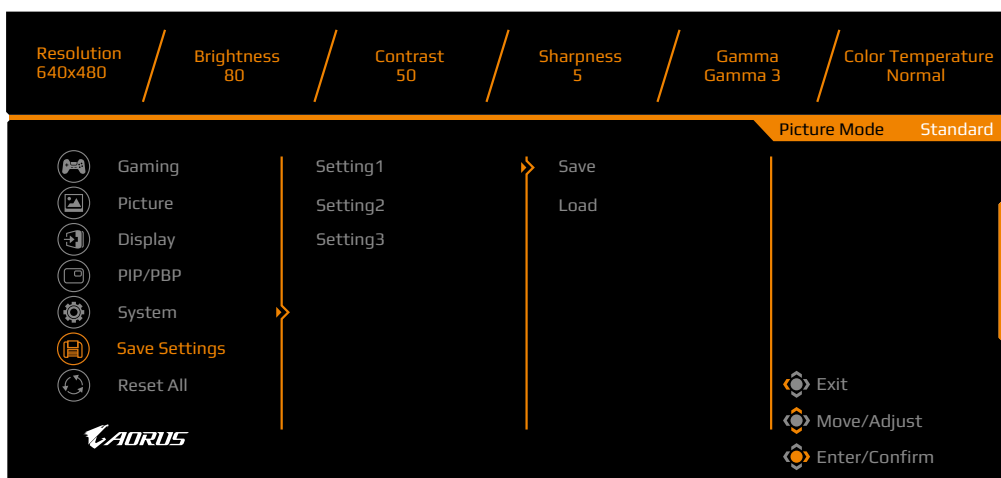 Resolution
640x480
Brightness
80
Contrast
50
Sharpness
5
Gamma
Gamma 3
Color Temperature
Normal
Picture Mode Standard
Gaming
Picture
Display
PIP/PBP
System
Save Settings
Reset All
Setting1
Setting2
Setting3
Save
Load
Exit
Move/Adjust
Enter/Confirm
AORUS